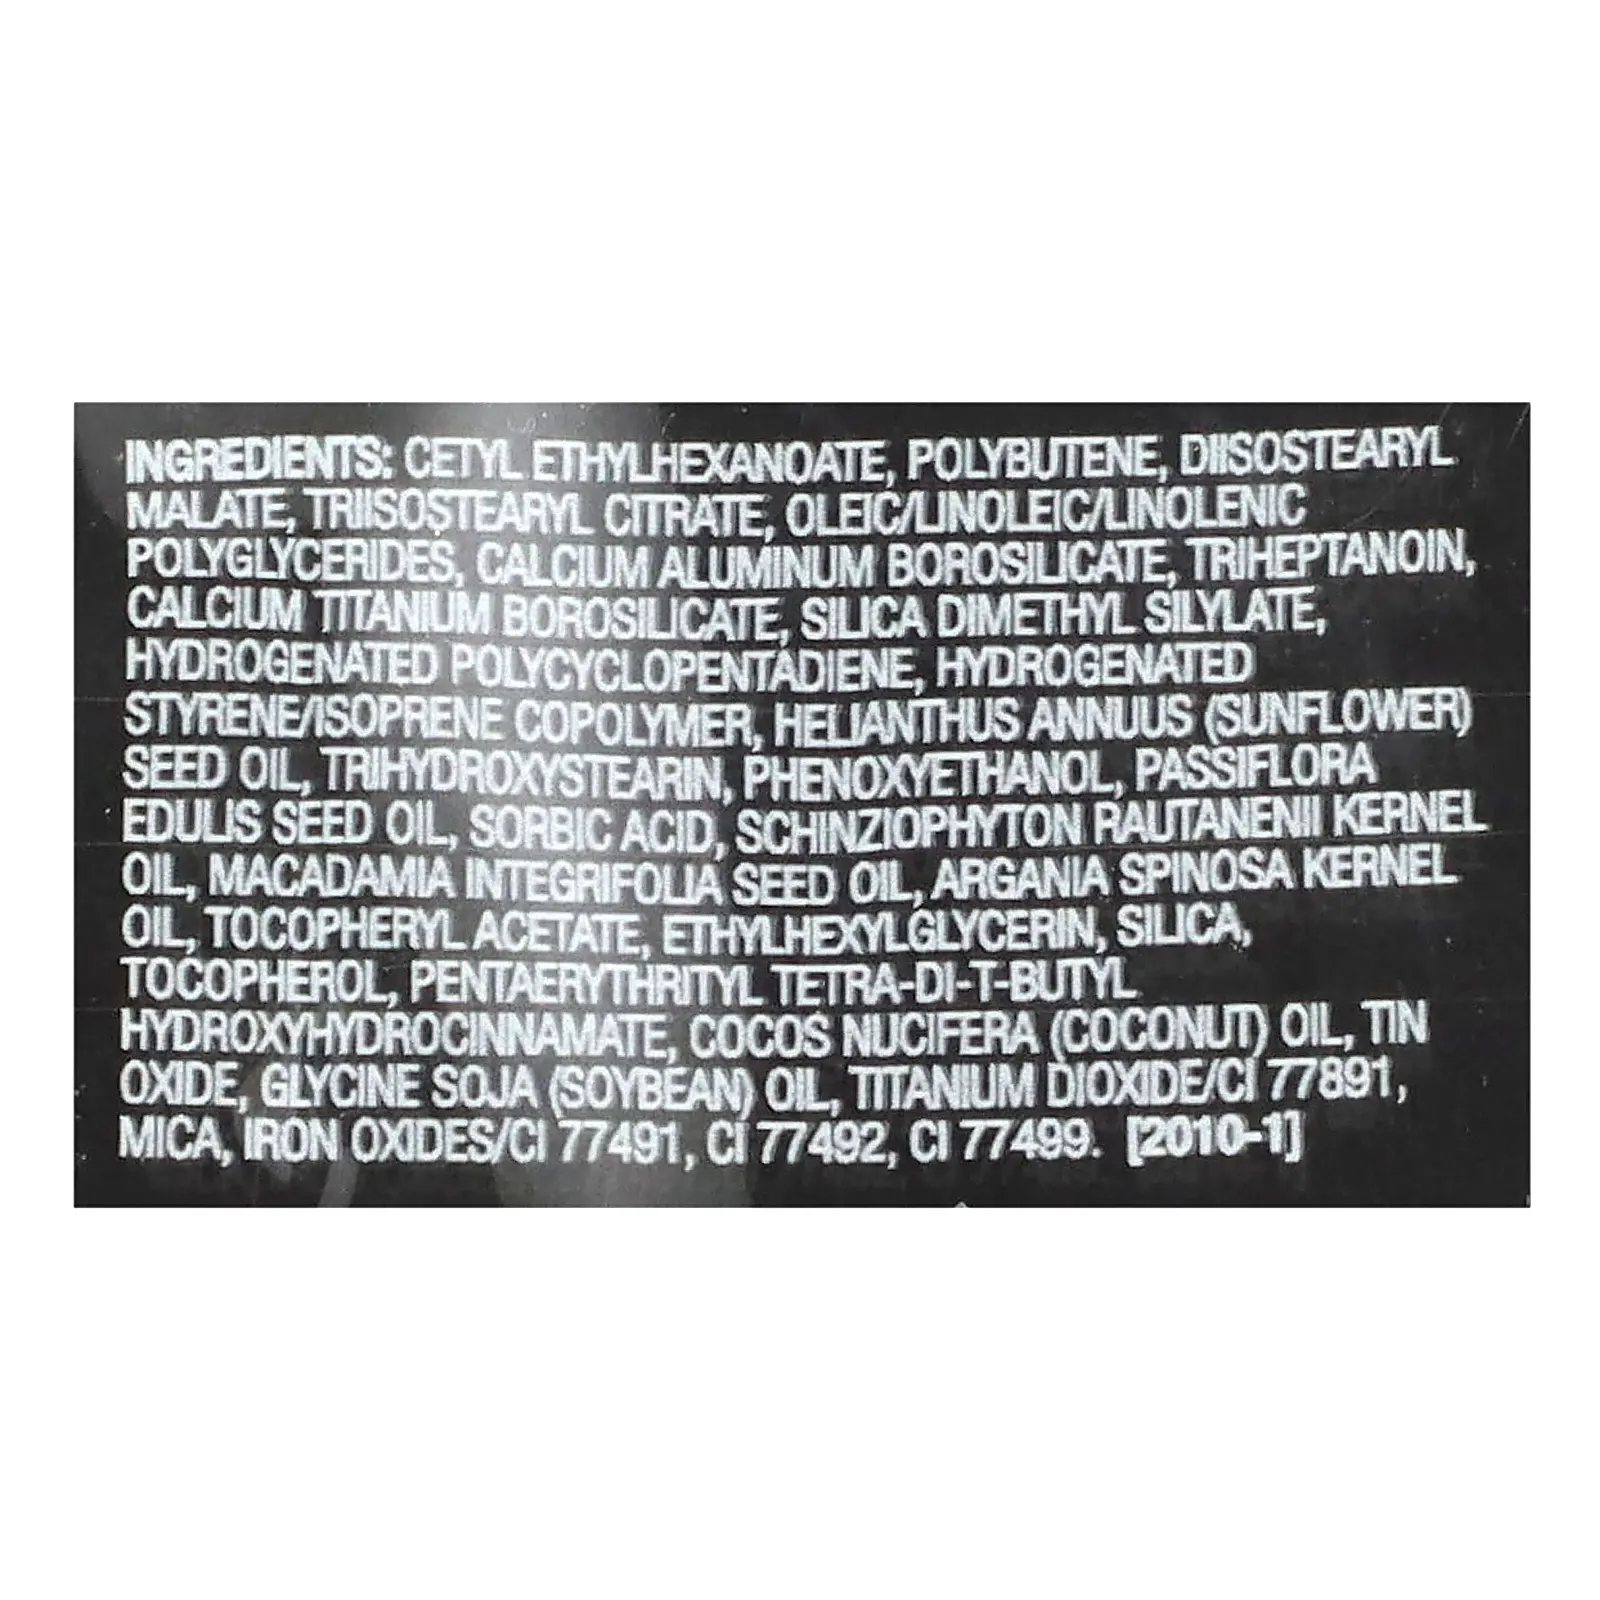 INGREDIENTS: CETYL ETHYLHEXANOATE, POLYBUTENE, DIISOSTEARYL
MALATE, TRIISOSTEARYL CITRATE, OLEIC/LINOLEIC/LINOLENIC
POLYGLYCERIDES, CALCIUM ALUMINUM BOROSILICATE, TRIHEPTANOIN,
CALCIUM TITANIUM BOROSILICATE, SILICA DIMETHYL SILYLATE,
HYDROGENATED POLYCYCLOPENTADIENE, HYDROGENATED
STYRENE/ISOPRENE COPOLYMER, HELIANTHUS ANNUUS (SUNFLOWER)
SEED OIL, TRIHYDROXYSTEARIN, PHENOXYETHANOL, PASSIFLORA
EDULIS SEED OIL, SORBIC ACID, SCHINZIOPHYTON RAUTANENII KERNEL
OIL, MACADAMIA INTEGRIFOLIA SEED OIL, ARGANIA SPINOSA KERNEL
OIL, TOCOPHERYL ACETATE, ETHYLHEXYLGLYCERIN, SILICA,
TOCOPHEROL, PENTAERYTHRITYL TETRA-DI-T-BUTYL
HYDROXYHYDROCINNAMATE, COCOS NUCIFERA (COCONUT) OIL, TIN
OXIDE, GLYCINE SOJA (SOYBEAN) OIL, TITANIUM DIOXIDE/CI 77891,
MICA, IRON OXIDES/CI 77491, CI 77492, CI 77499. [2010-1]